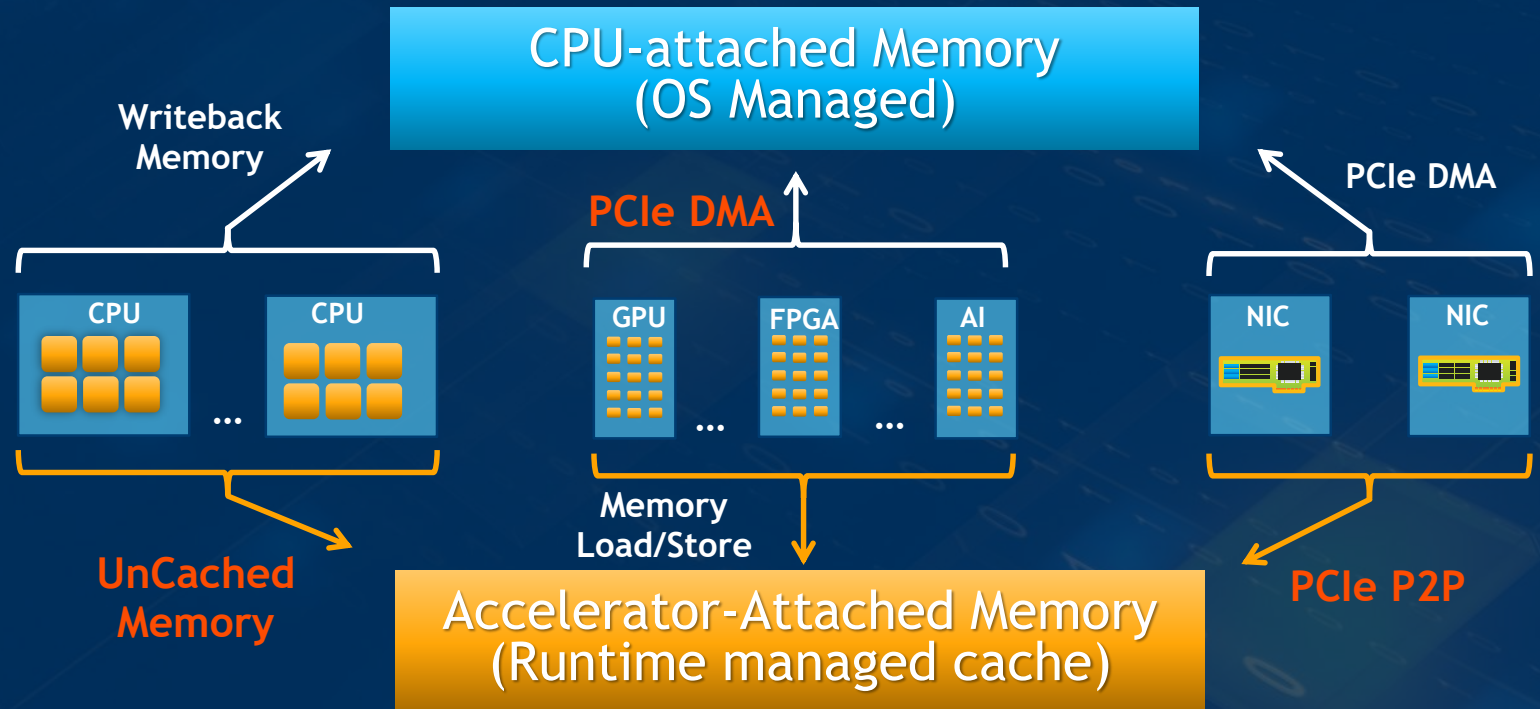 CPU-attached Memory
(OS Managed)
Writeback
Memory
PCIe DMA
PCIe DMA
CPU
...
CPU
GPU
...
FPGA
...
AI
NIC
NIC
UnCached
Memory
Memory
Load/Store
PCIe P2P
Accelerator-Attached Memory
(Runtime managed cache)